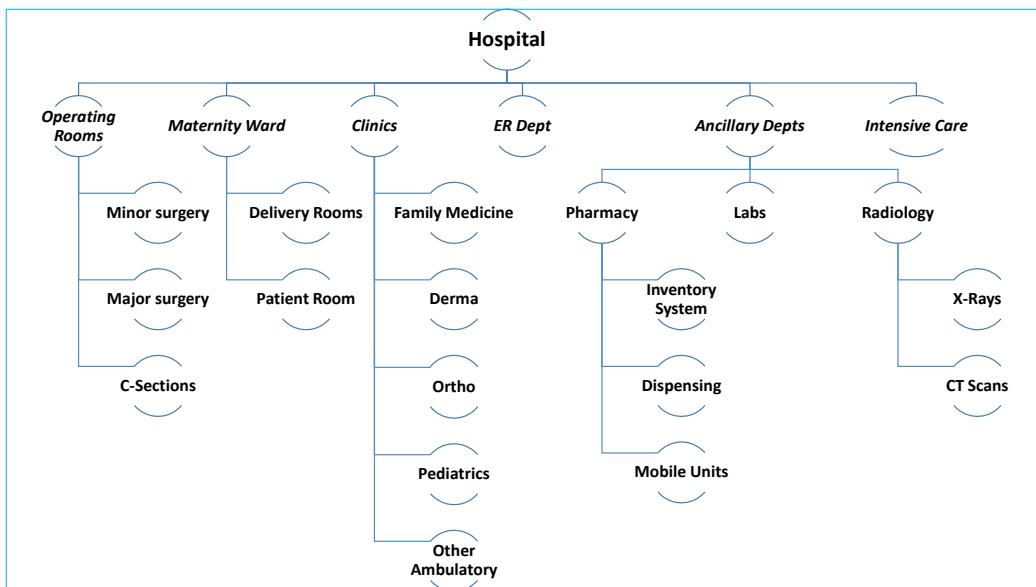 Hospital
Operating
Rooms
Maternity Ward
Clinics
ER Dept
Ancillary Depts
Intensive Care
Minor surgery
Delivery Rooms
Family Medicine
Pharmacy
Labs
Radiology
Major surgery
Patient Room
Derma
Inventory
System
X-Rays
C-Sections
Ortho
Dispensing
CT Scans
Pediatrics
Mobile Units
Other
Ambulatory